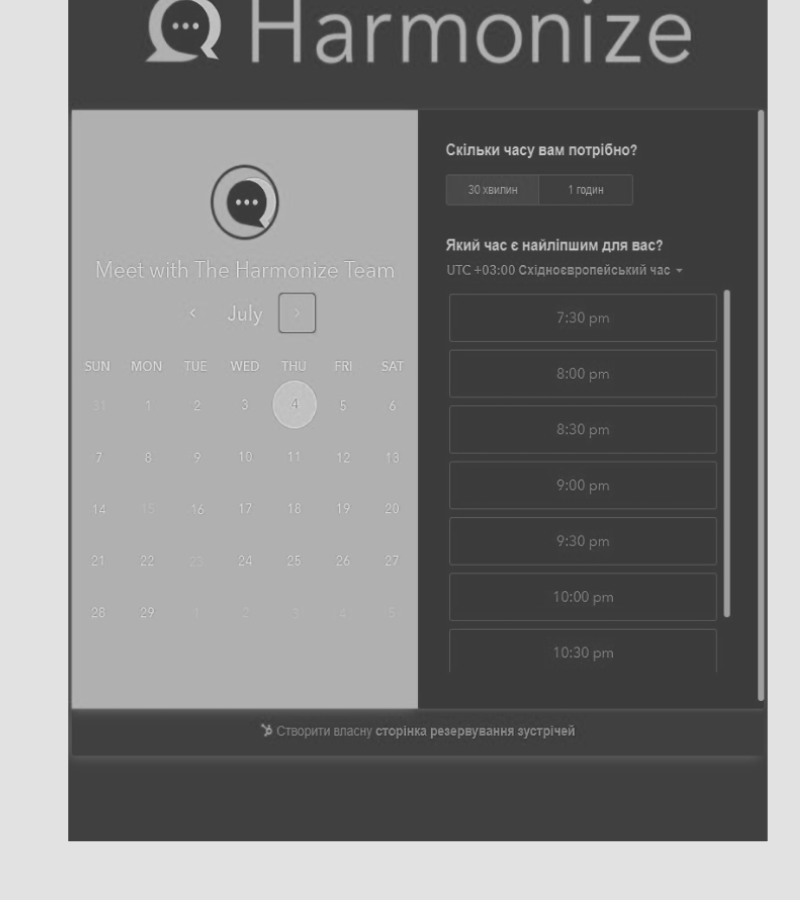 Harmonize
Meet with The Harmonize Team
July
SUN MON TUE WED THU FRI SAT
31 1 2 3 4 5 6
7 8 9 10 11 12 13
14 15 16 17 18 19 20
21 22 23 24 25 26 27
28 29 1 2 3 4 5
Скільки часу вам потрібно?
30 хвилин 1 годин
Який час є найліпшим для вас?
UTC +03:00 Східноєвропейський час
7:30 pm
8:00 pm
8:30 pm
9:00 pm
9:30 pm
10:00 pm
10:30 pm
Створити власну сторінка резервування зустрічей